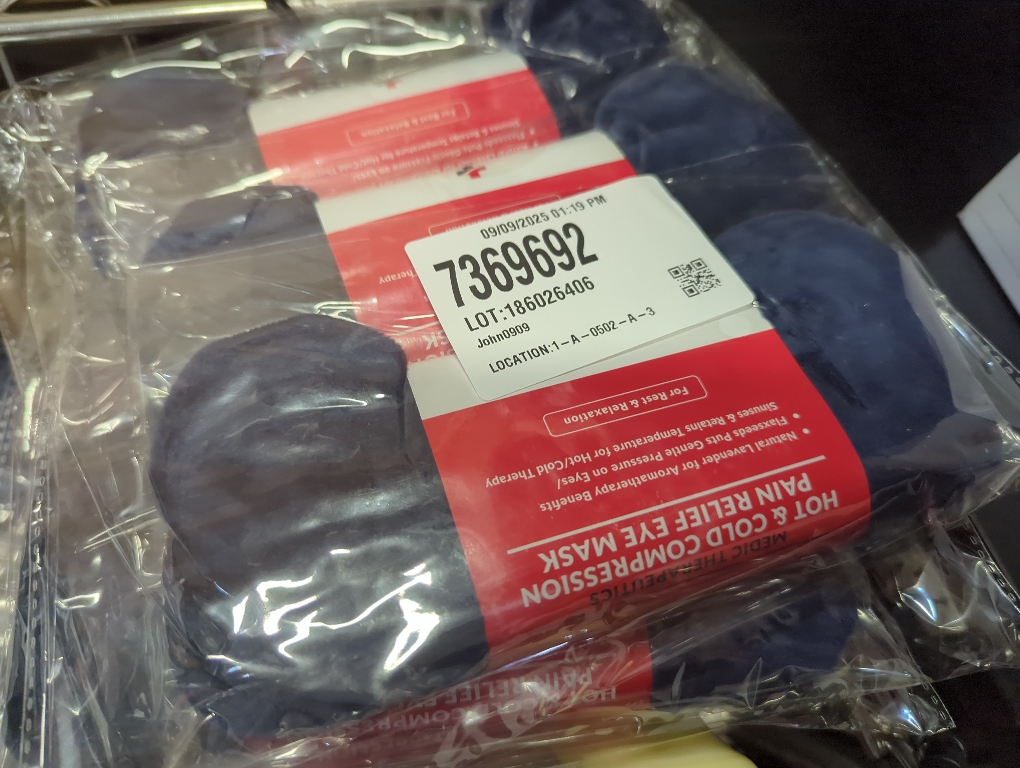 09/09/2025 01:19 PM
7369692
LOT:186026406
John0909
LOCATION:1-A-0502-A-3
MEDIC THERAPEUTICS
HOT & COLD COMPRESSION
PAIN RELIEF EYE MASK
• Natural Lavender for Aromatherapy Benefits
• Flaxseeds Puts Gentle Pressure on Eyes/
Sinuses & Retains Temperature for Hot/Cold Therapy
For Rest & Relaxation
For Rest & Relaxation